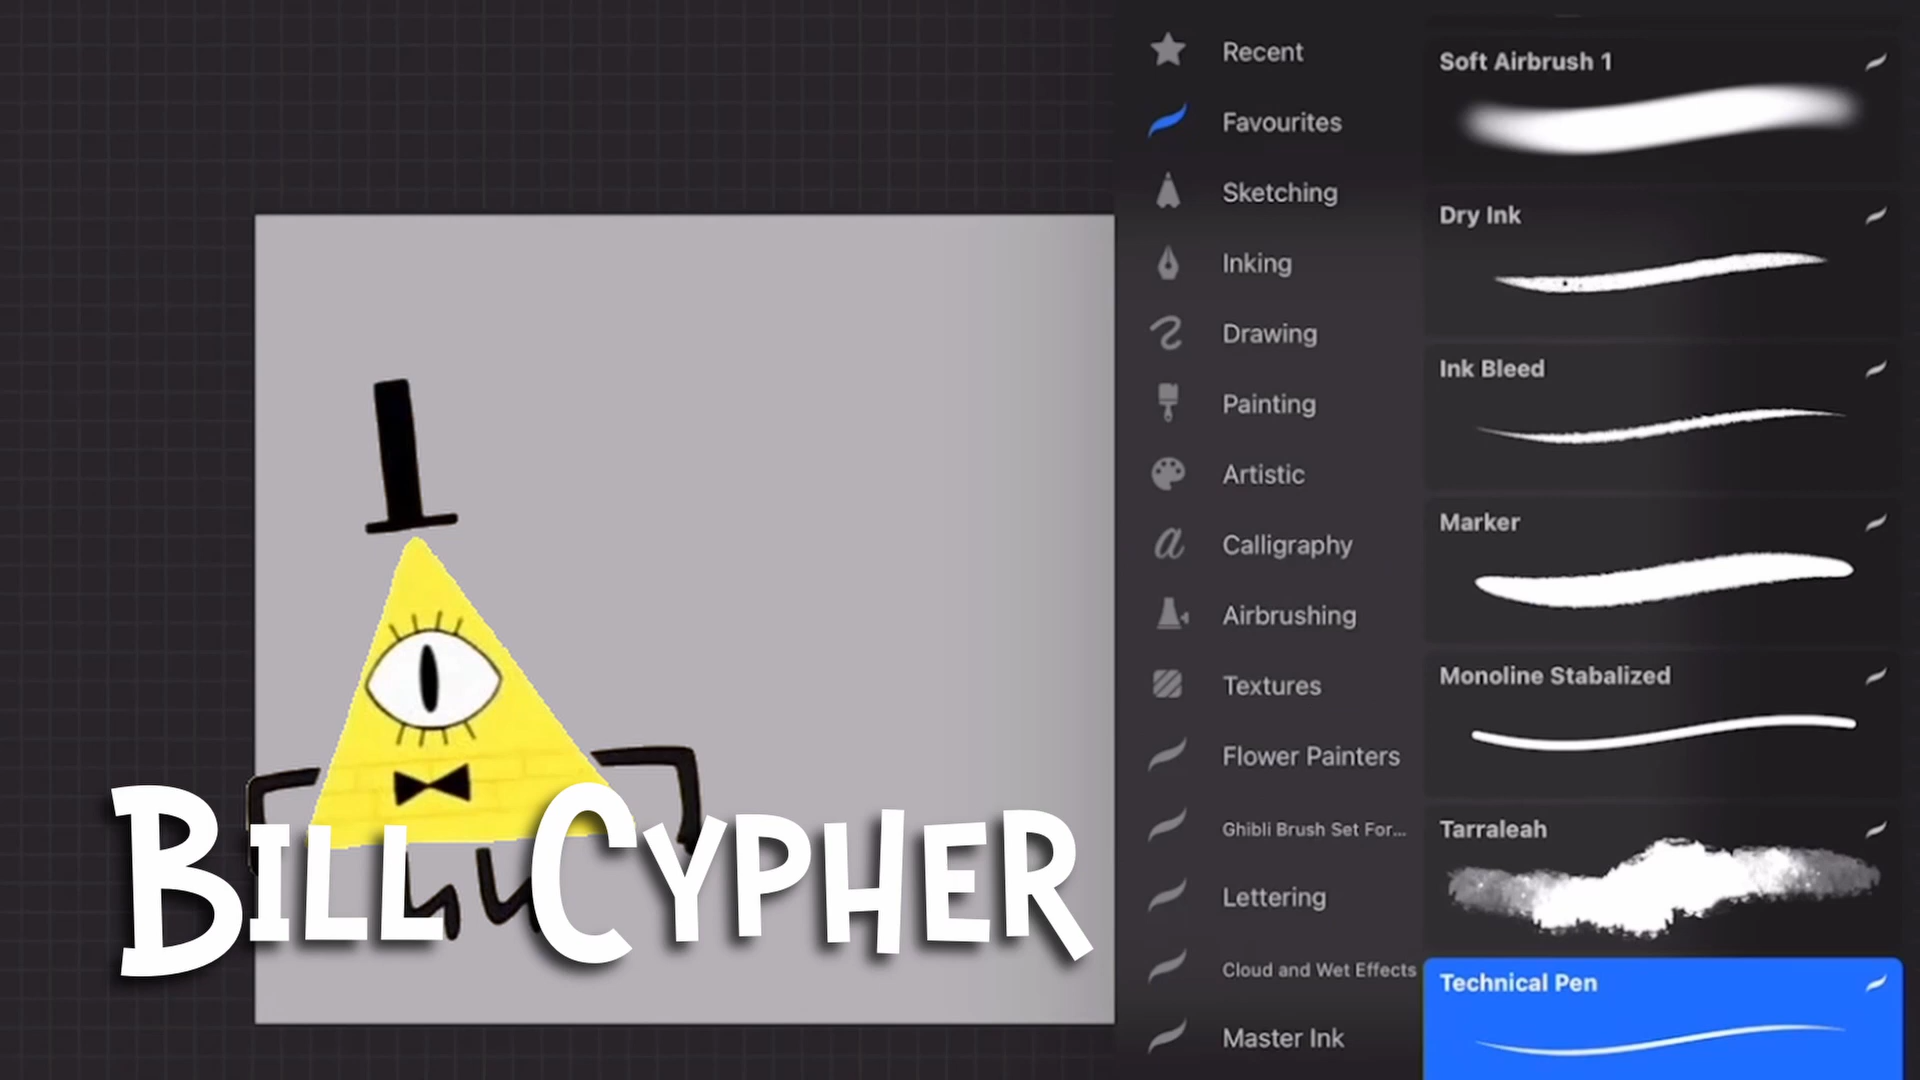 Bill Cypher
Recent
Favourites
Sketching
Inking
Drawing
Painting
Artistic
Calligraphy
Airbrushing
Textures
Flower Painters
Ghibli Brush Set For...
Lettering
Cloud and Wet Effects
Master Ink
Soft Airbrush 1
Dry Ink
Ink Bleed
Marker
Monoline Stabalized
Tarraleah
Technical Pen